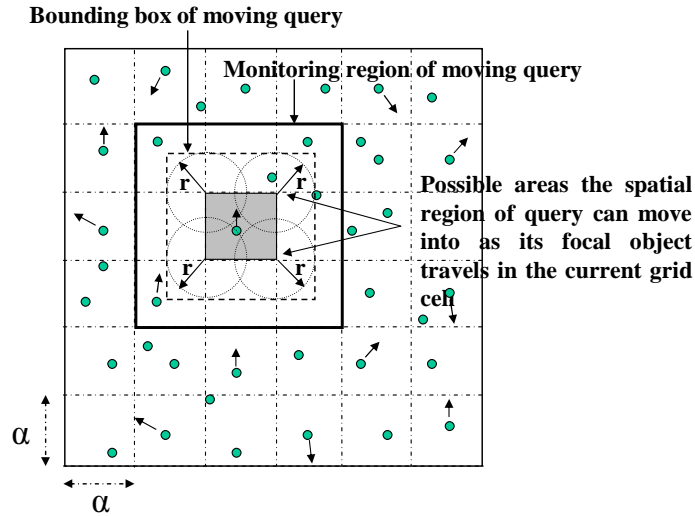 Bounding box of moving query
Monitoring region of moving query
r
r
Possible areas the spatial
region of query can move
into as its focal object
travels in the current grid
cell
r
r
α
α